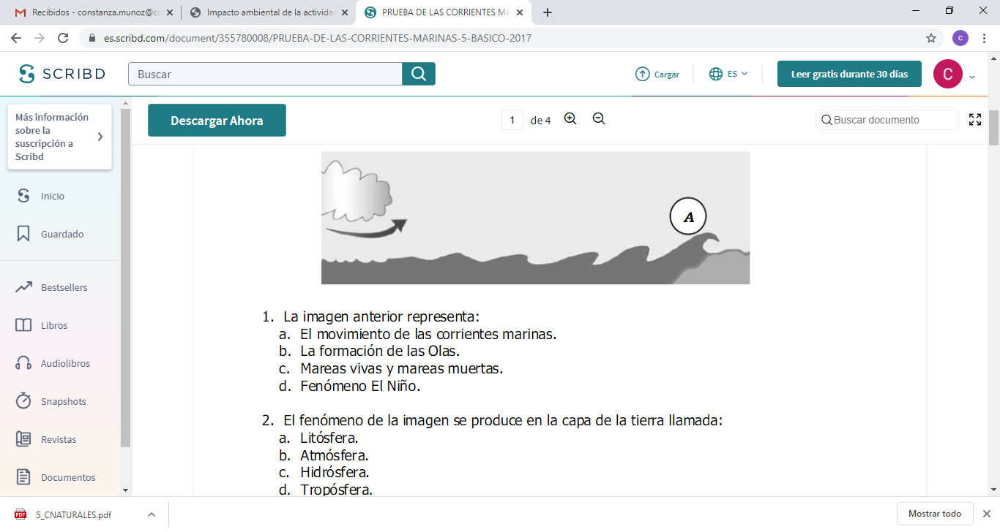 Recibidos - constanza.munoz@c
Impacto ambiental de la activida
PRUEBA DE LAS CORRIENTES MA
es.scribd.com/document/355780008/PRUEBA-DE-LAS-CORRIENTES-MARINAS-5-BASICO-2017
C
SCRIBD
Buscar
Cargar
ES
Leer gratis durante 30 días
C
Más información
sobre la
suscripción a
Scribd
Inicio
Guardado
Bestsellers
Libros
Audiolibros
Snapshots
Revistas
Documentos
Descargar Ahora
1 de 4
Buscar documento
A
1. La imagen anterior representa:
a. El movimiento de las corrientes marinas.
b. La formación de las Olas.
c. Mareas vivas y mareas muertas.
d. Fenómeno El Niño.
2. El fenómeno de la imagen se produce en la capa de la tierra llamada:
a. Litósfera.
b. Atmósfera.
c. Hidrósfera.
d. Tropósfera.
PDF
5_CNATURALES.pdf
Mostrar todo